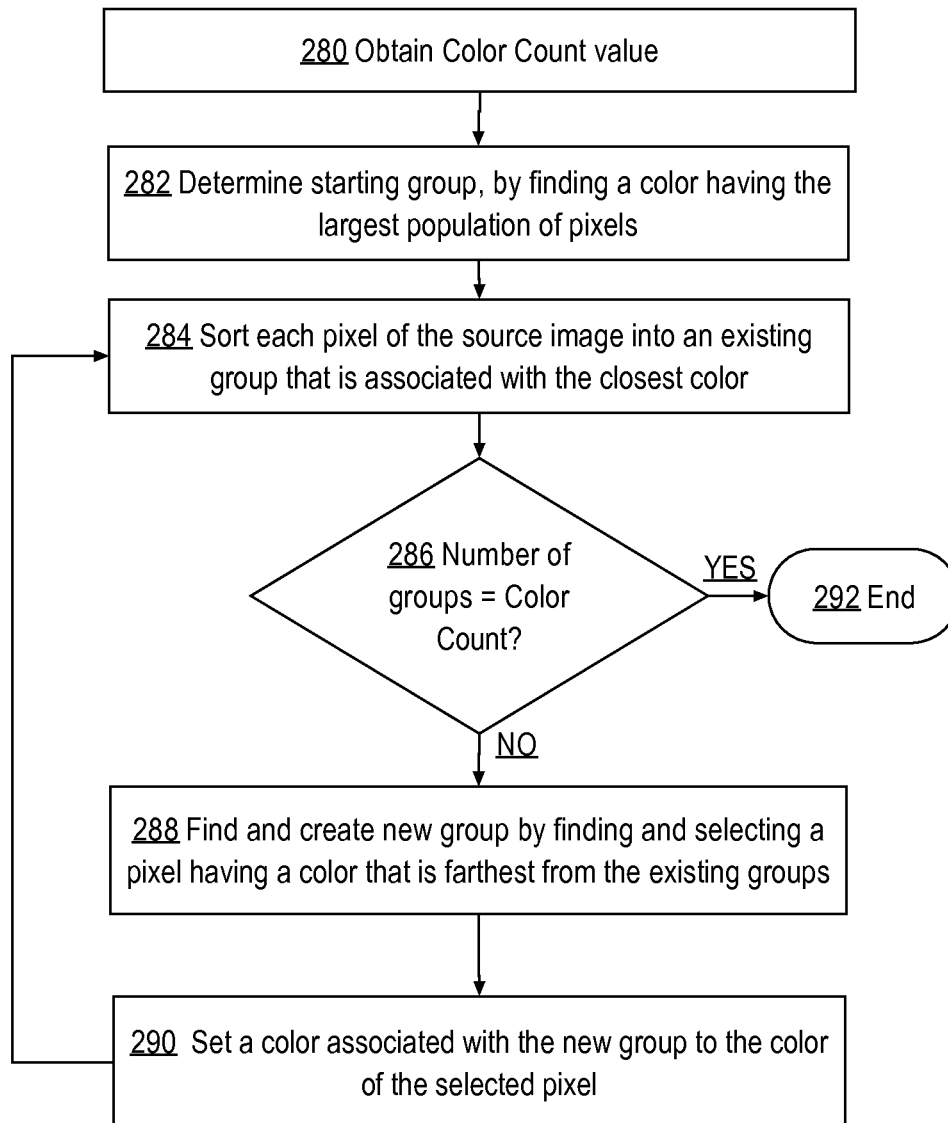 280 Obtain Color Count value
282 Determine starting group, by finding a color having the
largest population of pixels
284 Sort each pixel of the source image into an existing
group that is associated with the closest color
286 Number of
groups = Color
Count?
YES
292 End
NO
288 Find and create new group by finding and selecting a
pixel having a color that is farthest from the existing groups
290 Set a color associated with the new group to the color
of the selected pixel